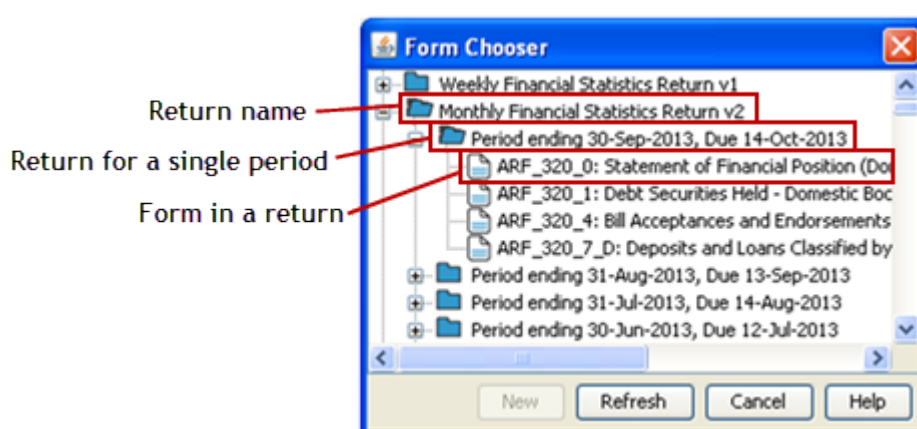 Form Chooser
Weekly Financial Statistics Return v1
Return name
Monthly Financial Statistics Return v2
Return for a single period
Period ending 30-Sep-2013, Due 14-Oct-2013
Form in a return
ARF_320_0: Statement of Financial Position (Do
ARF_320_1: Debt Securities Held - Domestic Boc
ARF_320_4: Bill Acceptances and Endorsements
ARF_320_7_D: Deposits and Loans Classified by
Period ending 31-Aug-2013, Due 13-Sep-2013
Period ending 31-Jul-2013, Due 14-Aug-2013
Period ending 30-Jun-2013, Due 12-Jul-2013
New Refresh Cancel Help